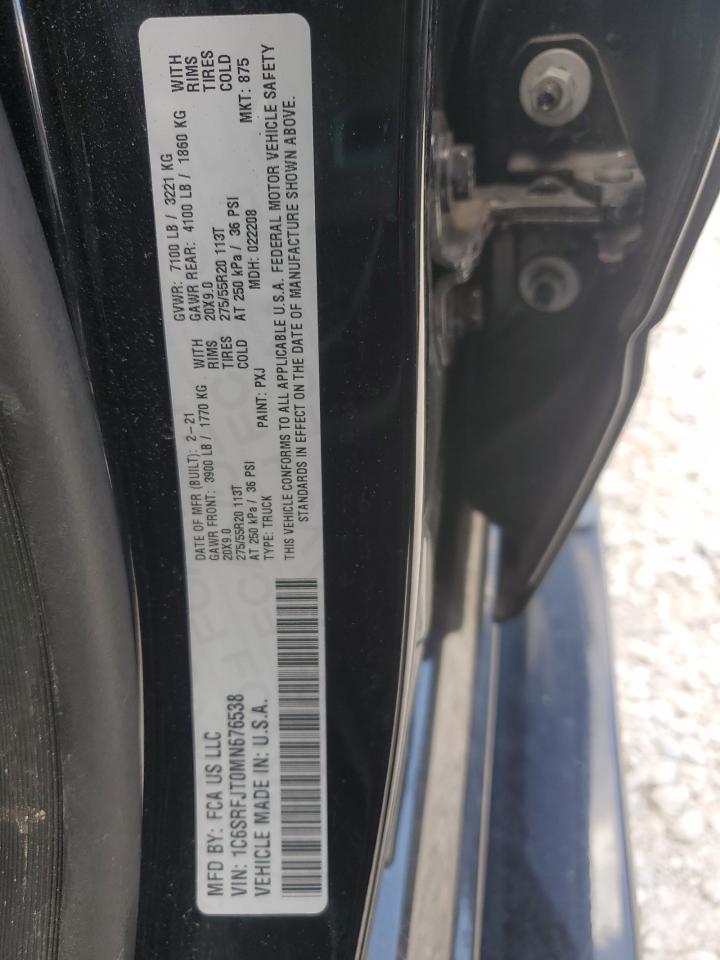 MFD BY: FCA US LLC
VIN: 1C6SRFJT0MN676538
VEHICLE MADE IN: U.S.A.
DATE OF MFR (BUILT): 2-21
GAWR FRONT: 3900 LB / 1770 KG WITH
20X9.0 RIMS
275/55R20 113T TIRES
AT 250 kPa / 36 PSI COLD
TYPE: TRUCK PAINT: PXJ
GVWR: 7100 LB / 3221 KG
GAWR REAR: 4100 LB / 1860 KG WITH
20X9.0 RIMS
275/55R20 113T TIRES
AT 250 kPa / 36 PSI COLD
MDH: 022208 MKT: 875
THIS VEHICLE CONFORMS TO ALL APPLICABLE U.S.A. FEDERAL MOTOR VEHICLE SAFETY
STANDARDS IN EFFECT ON THE DATE OF MANUFACTURE SHOWN ABOVE.